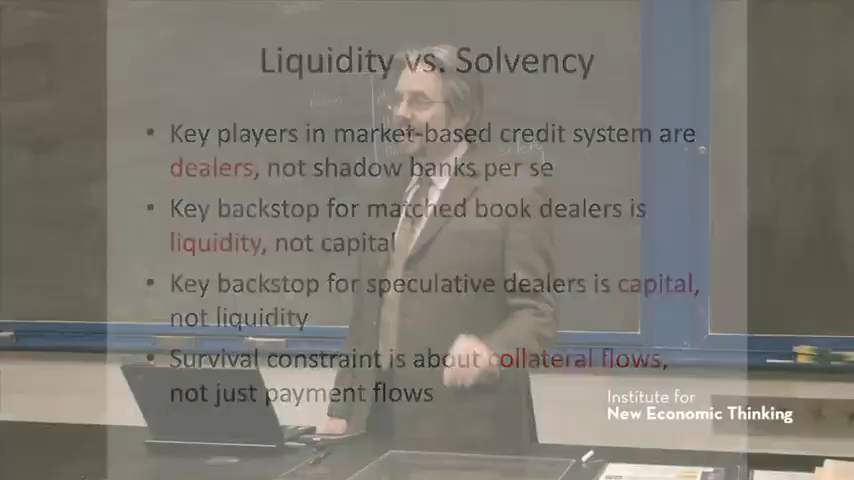 Liquidity vs. Solvency
• Key players in market-based credit system are
dealers, not shadow banks per se
• Key backstop for matched book dealers is
liquidity, not capital
• Key backstop for speculative dealers is capital,
not liquidity
• Survival constraint is about collateral flows,
not just payment flows
Institute for
New Economic Thinking